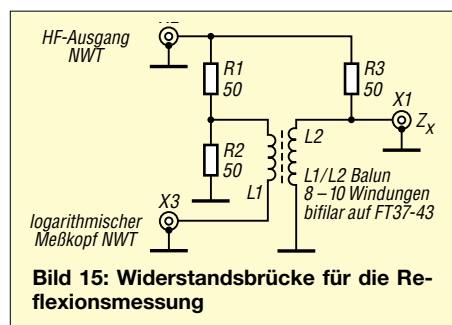 HF-Ausgang
NWT
R1
50
R3
50
X1
Zx
R2
50
L1
L2
L1/L2 Balun
8–10 Windungen
bifilar auf FT37-43
X3
logarithmischer
Meßkopf NWT
Bild 15: Widerstandsbrücke für die Re-
flexionsmessung